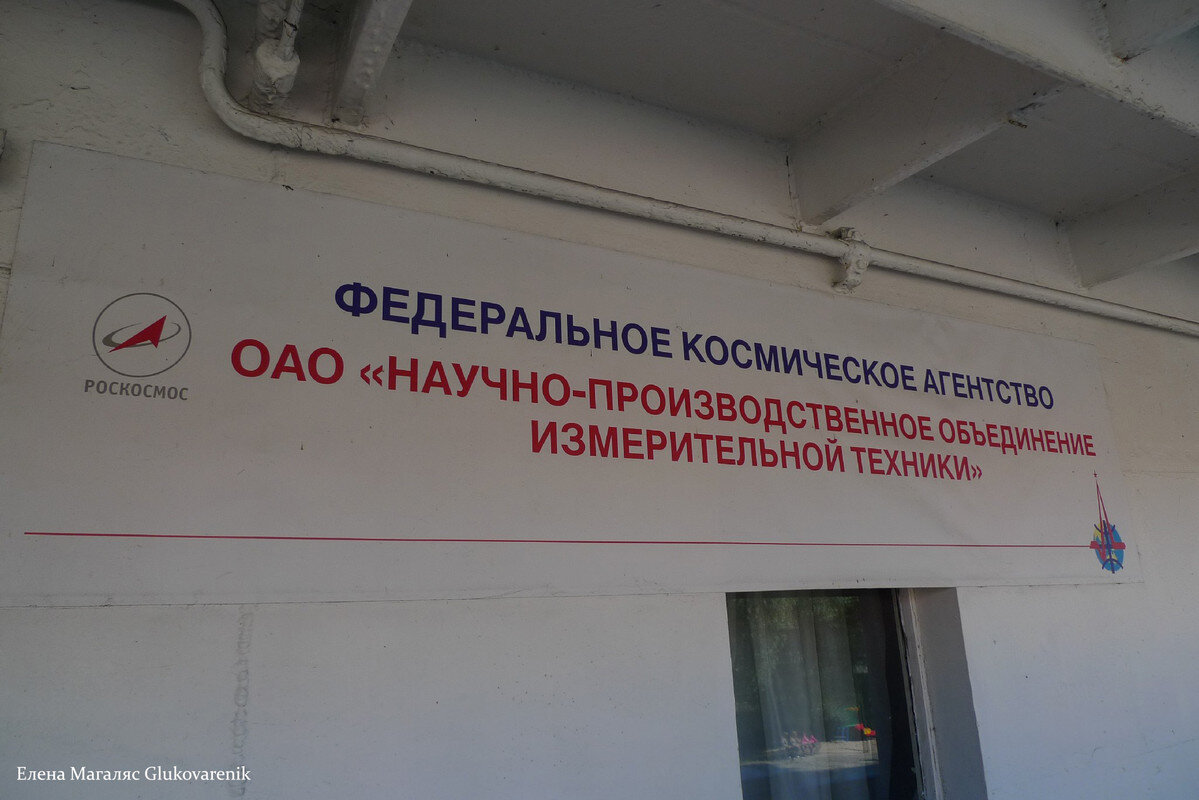 ФЕДЕРАЛЬНОЕ КОСМИЧЕСКОЕ АГЕНТСТВО
ОАО «НАУЧНО-ПРОИЗВОДСТВЕННОЕ ОБЪЕДИНЕНИЕ
ИЗМЕРИТЕЛЬНОЙ ТЕХНИКИ»
РОСКОСМОС
Елена Магаляс Glukovarenik